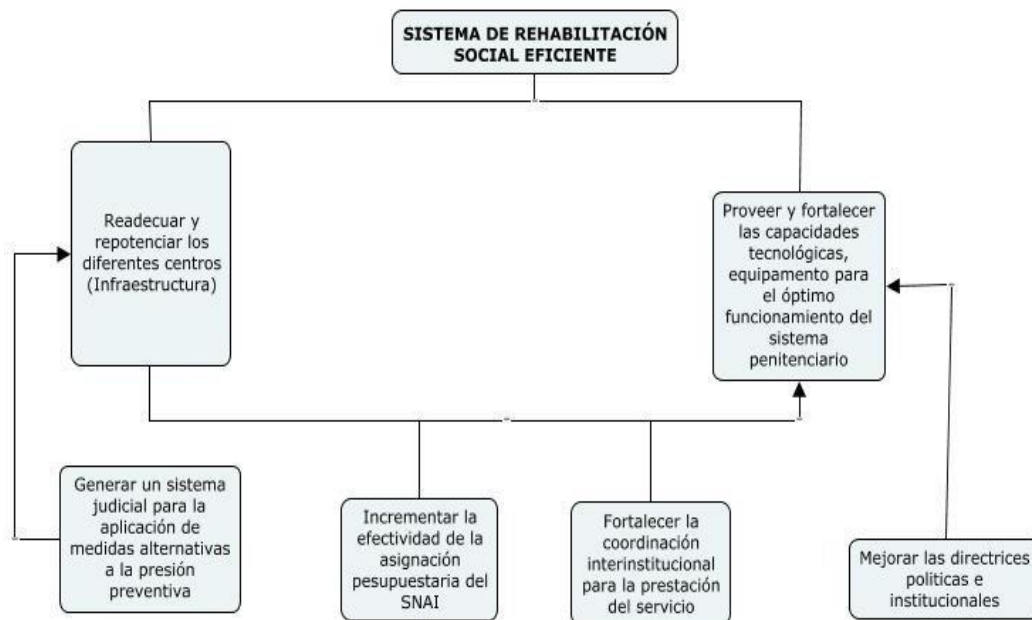 SISTEMA DE REHABILITACIÓN
SOCIAL EFICIENTE
Readecuar y
repotenciar los
diferentes centros
(Infraestructura)
Proveer y fortalecer
las capacidades
tecnológicas,
equipamento para
el óptimo
funcionamiento del
sistema
penitenciario
Generar un sistema
judicial para la
aplicación de
medidas alternativas
a la presión
preventiva
Incrementar la
efectividad de la
asignación
pesupuestaria del
SNAI
Fortalecer la
coordinación
interinstitucional
para la prestación
del servicio
Mejorar las directrices
politicas e
institucionales